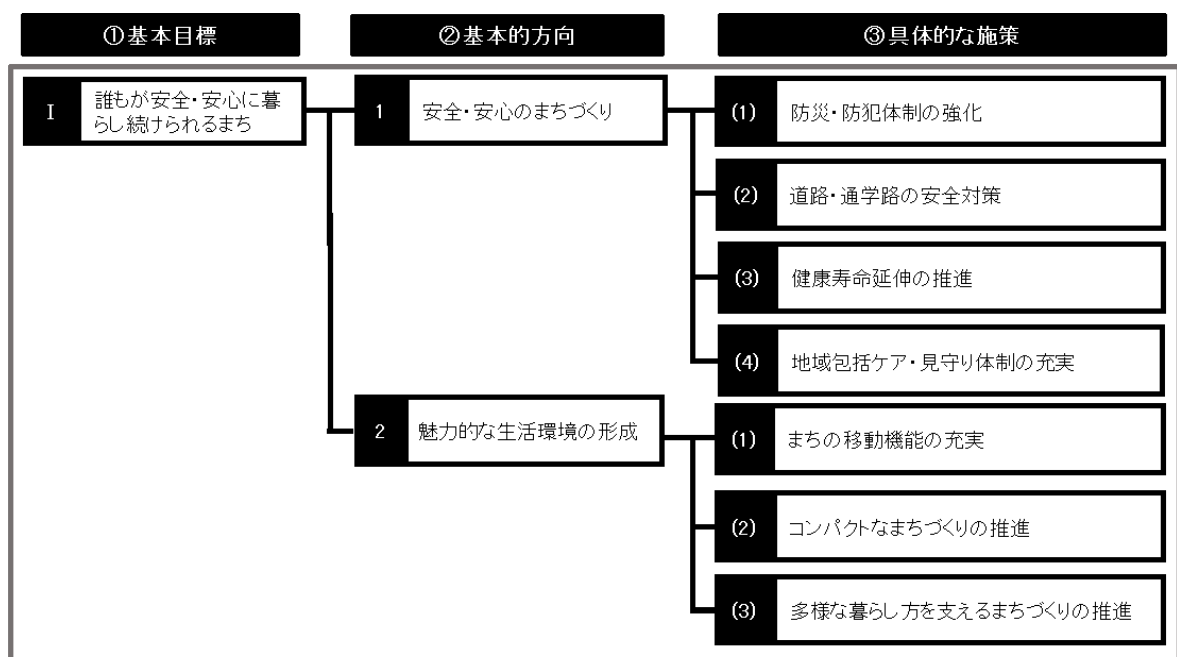 ①基本目標
②基本的方向
③具体的な施策
Ⅰ
誰もが安全・安心に暮
らし続けられるまち
1
安全・安心のまちづくり
(1)
防災・防犯体制の強化
(2)
道路・通学路の安全対策
(3)
健康寿命延伸の推進
(4)
地域包括ケア・見守り体制の充実
2
魅力的な生活環境の形成
(1)
まちの移動機能の充実
(2)
コンパクトなまちづくりの推進
(3)
多様な暮らし方を支えるまちづくりの推進